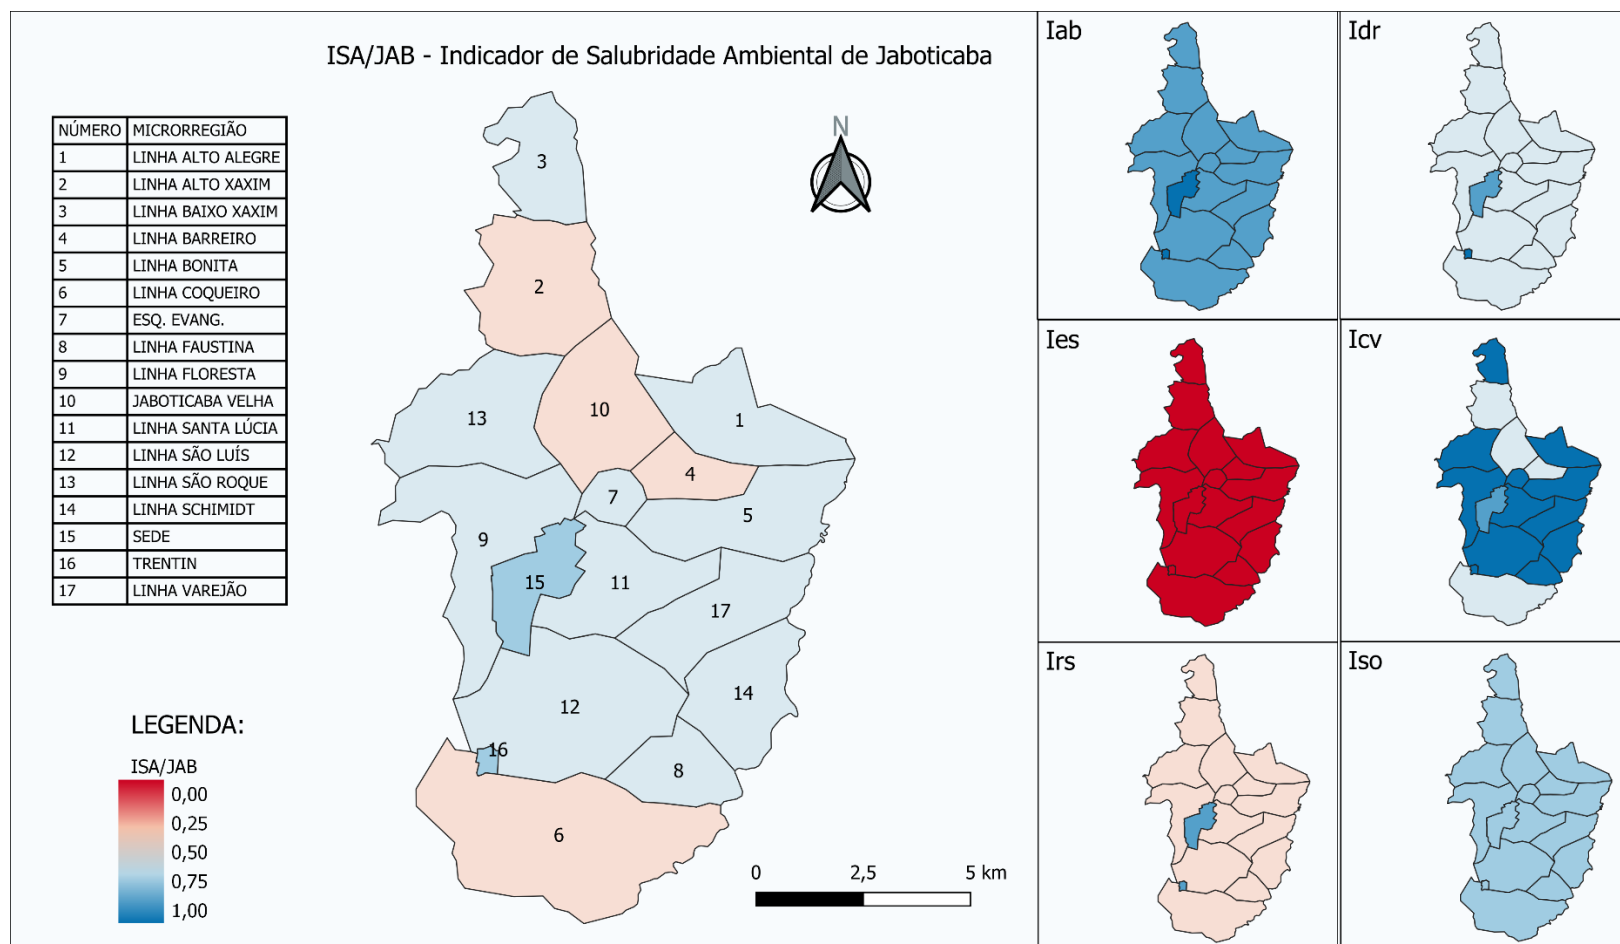 ISA/JAB - Indicador de Salubridade Ambiental de Jaboticaba
NÚMERO MICRORREGIÃO
1 LINHA ALTO ALEGRE
2 LINHA ALTO XAXIM
3 LINHA BAIXO XAXIM
4 LINHA BARREIRO
5 LINHA BONITA
6 LINHA COQUEIRO
7 ESQ. EVANG.
8 LINHA FAUSTINA
9 LINHA FLORESTA
10 JABOTICABA VELHA
11 LINHA SANTA LÚCIA
12 LINHA SÃO LUÍS
13 LINHA SÃO ROQUE
14 LINHA SCHIMIDT
15 SEDE
16 TRENTIN
17 LINHA VAREJÃO
N
3
2
10
13
1
4
7
5
9
15
11
17
14
12
16
8
6
LEGENDA:
ISA/JAB
0,00
0,25
0,50
0,75
1,00
0 2,5 5 km
Iab
Idr
Ies
Icv
Irs
Iso